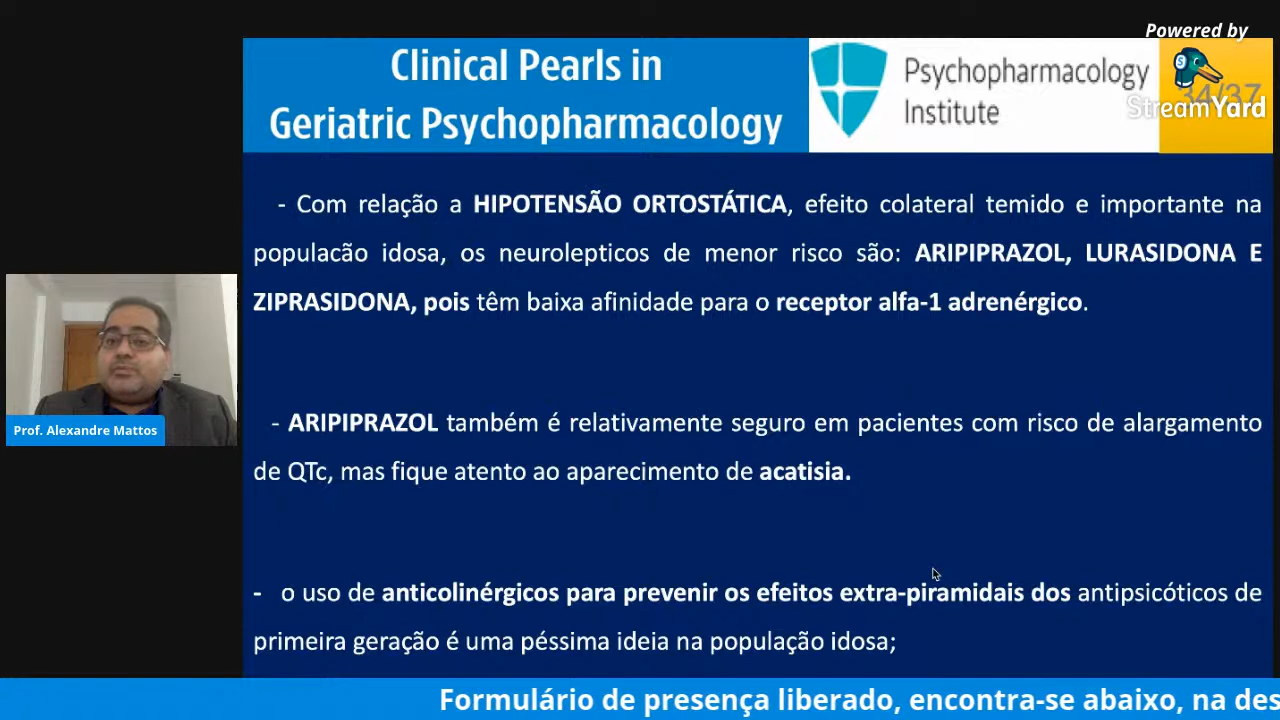 Powered by
Clinical Pearls in
Geriatric Psychopharmacology
Psychopharmacology
Institute
34/37
StreamYard
- Com relação a HIPOTENSÃO ORTOSTÁTICA, efeito colateral temido e importante na
populacão idosa, os neurolepticos de menor risco são: ARIPIPRAZOL, LURASIDONA E
ZIPRASIDONA, pois têm baixa afinidade para o receptor alfa-1 adrenérgico.
- ARIPIPRAZOL também é relativamente seguro em pacientes com risco de alargamento
de QTc, mas fique atento ao aparecimento de acatisia.
- o uso de anticolinérgicos para prevenir os efeitos extra-piramidais dos antipsicóticos de
primeira geração é uma péssima ideia na população idosa;
Prof. Alexandre Mattos
Formulário de presença liberado, encontra-se abaixo, na des